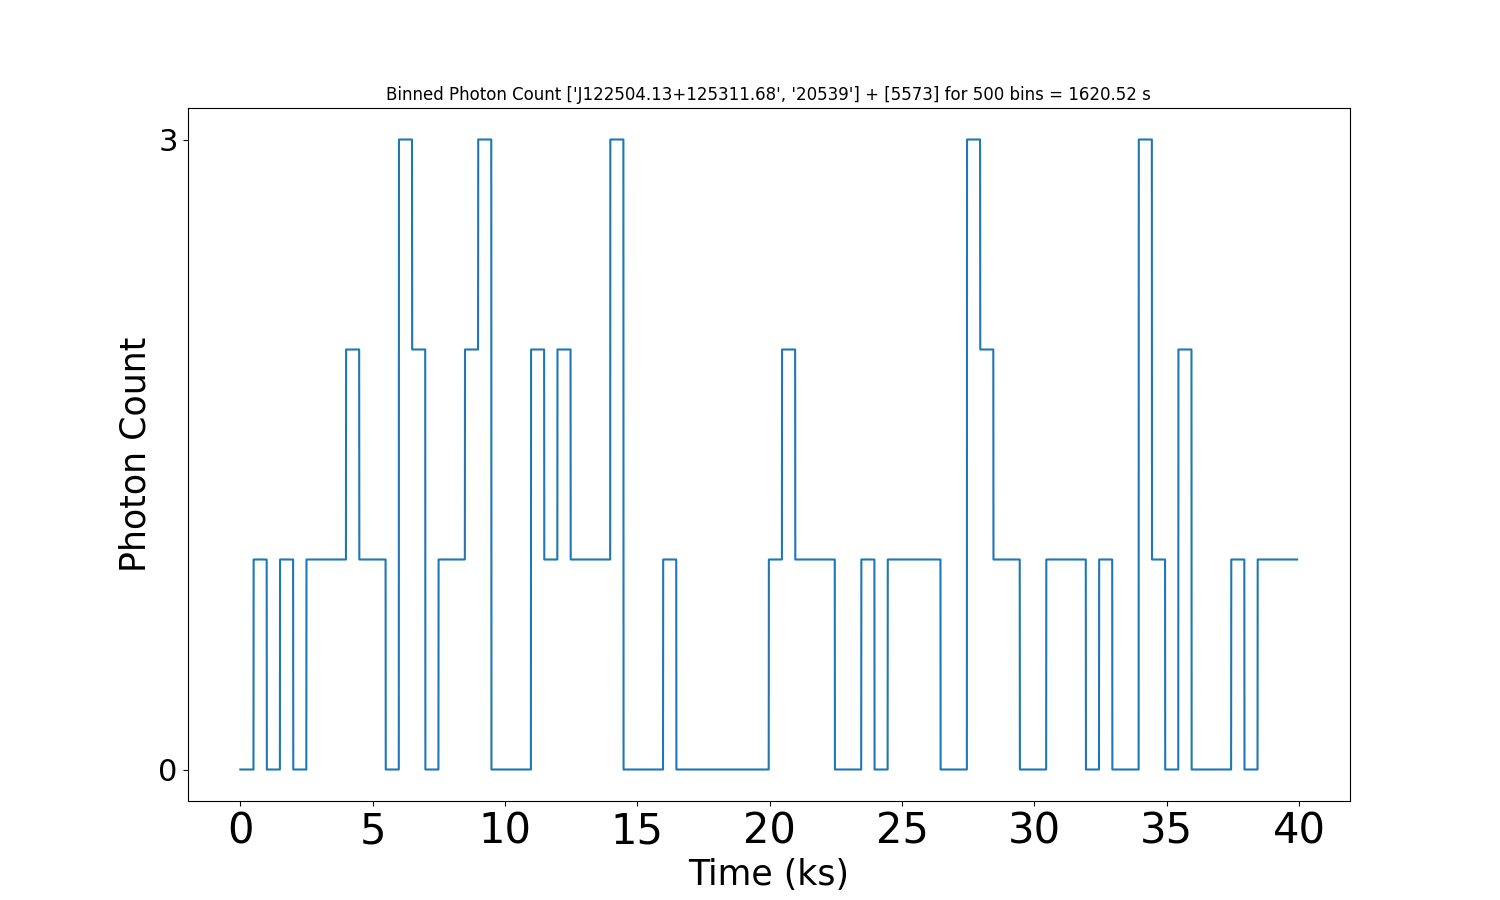 Binned Photon Count ['J122504.13+125311.68', '20539'] + [5573] for 500 bins = 1620.52 s
3
Photon Count
0
0 5 10 15 20 25 30 35 40
Time (ks)